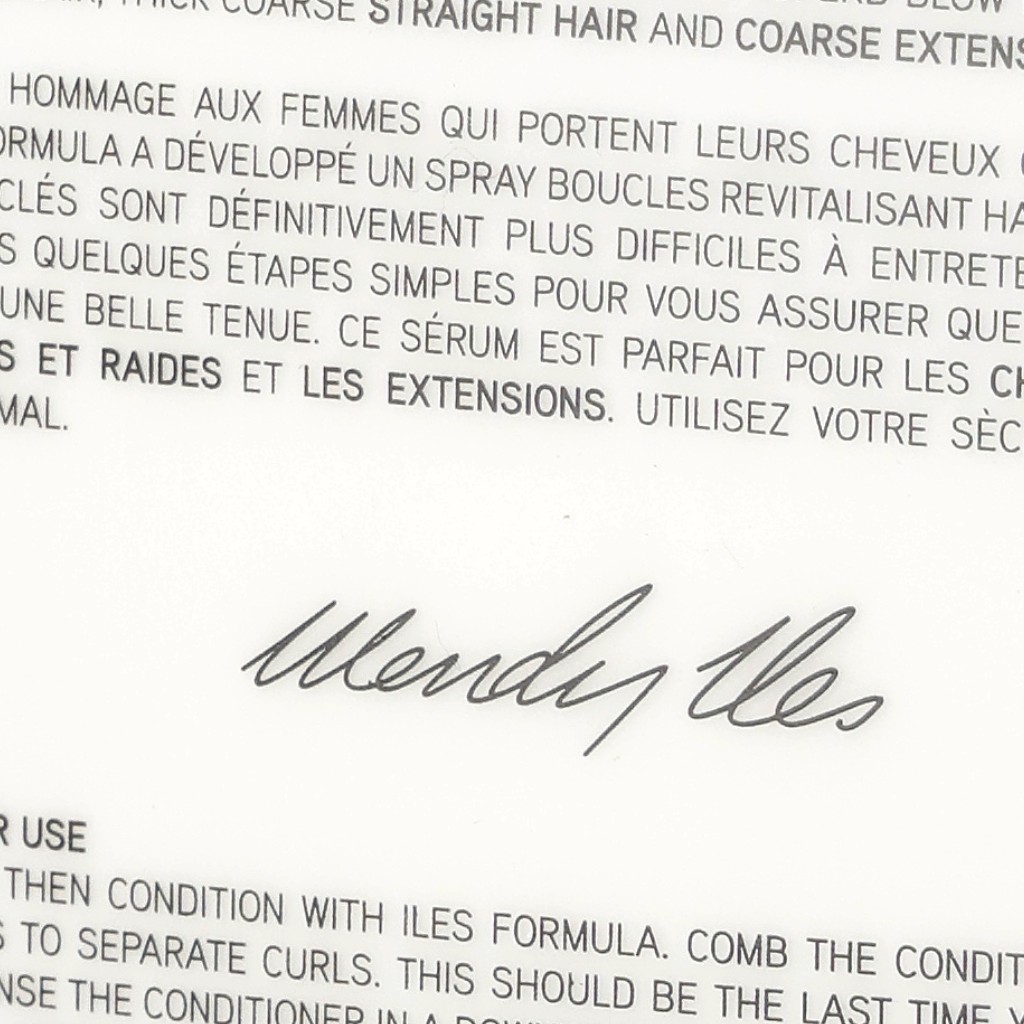 COARSE STRAIGHT HAIR AND COARSE
HOMMAGE AUX FEMMES QUI PORTENT LEURS CHEVEUX
A DÉVELOPPÉ UN SPRAY BOUCLES REVITALISANT
SONT DÉFINITIVEMENT PLUS DIFFICILES À
QUELQUES ÉTAPES SIMPLES POUR VOUS ASSURER QUE
UNE BELLE TENUE. CE SÉRUM EST PARFAIT POUR LES
ET RAIDES ET LES EXTENSIONS. UTILISEZ VOTRE
Wendy Iles
USE
THEN CONDITION WITH ILES FORMULA. COMB THE
TO SEPARATE CURLS. THIS SHOULD BE THE LAST TIME
THE CONDITIONER IN A